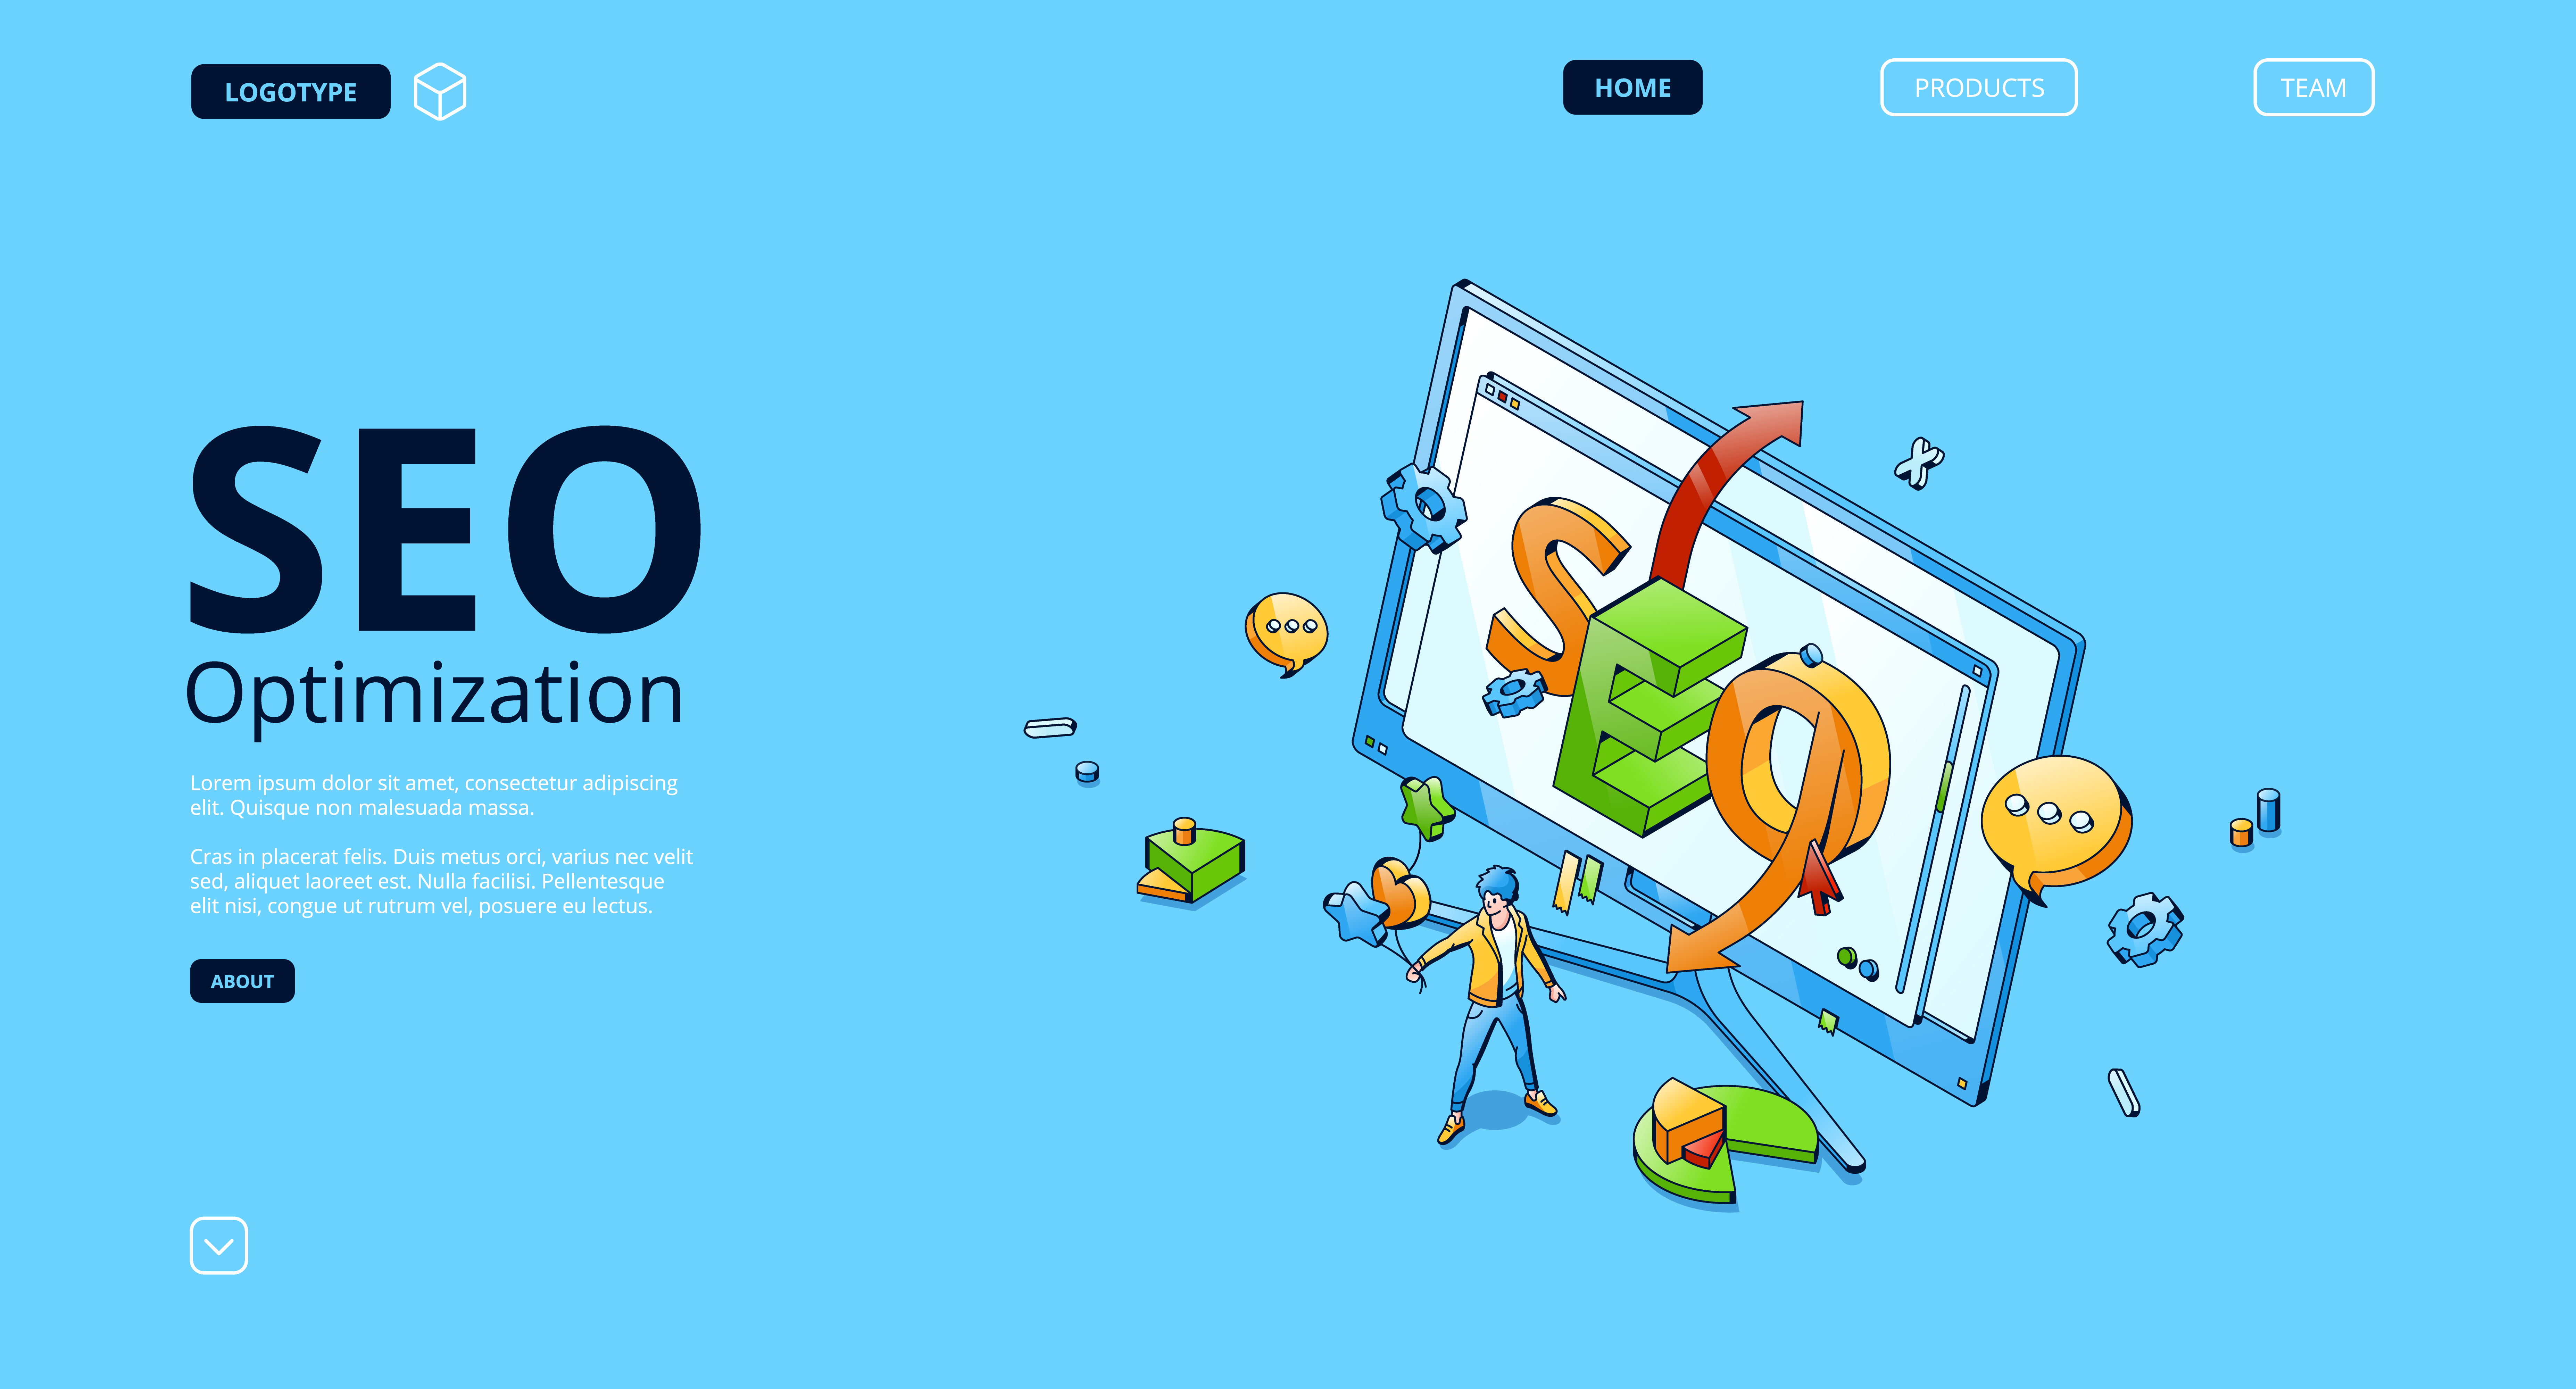 LOGOTYPE
HOME
PRODUCTS
TEAM
SEO
Optimization
Lorem ipsum dolor sit amet, consectetur adipiscing
elit. Quisque non malesuada massa.
Cras in placerat felis. Duis metus orci, varius nec velit
sed, aliquet laoreet est. Nulla facilisi. Pellentesque
elit nisi, congue ut rutrum vel, posuere eu lectus.
ABOUT
SEO